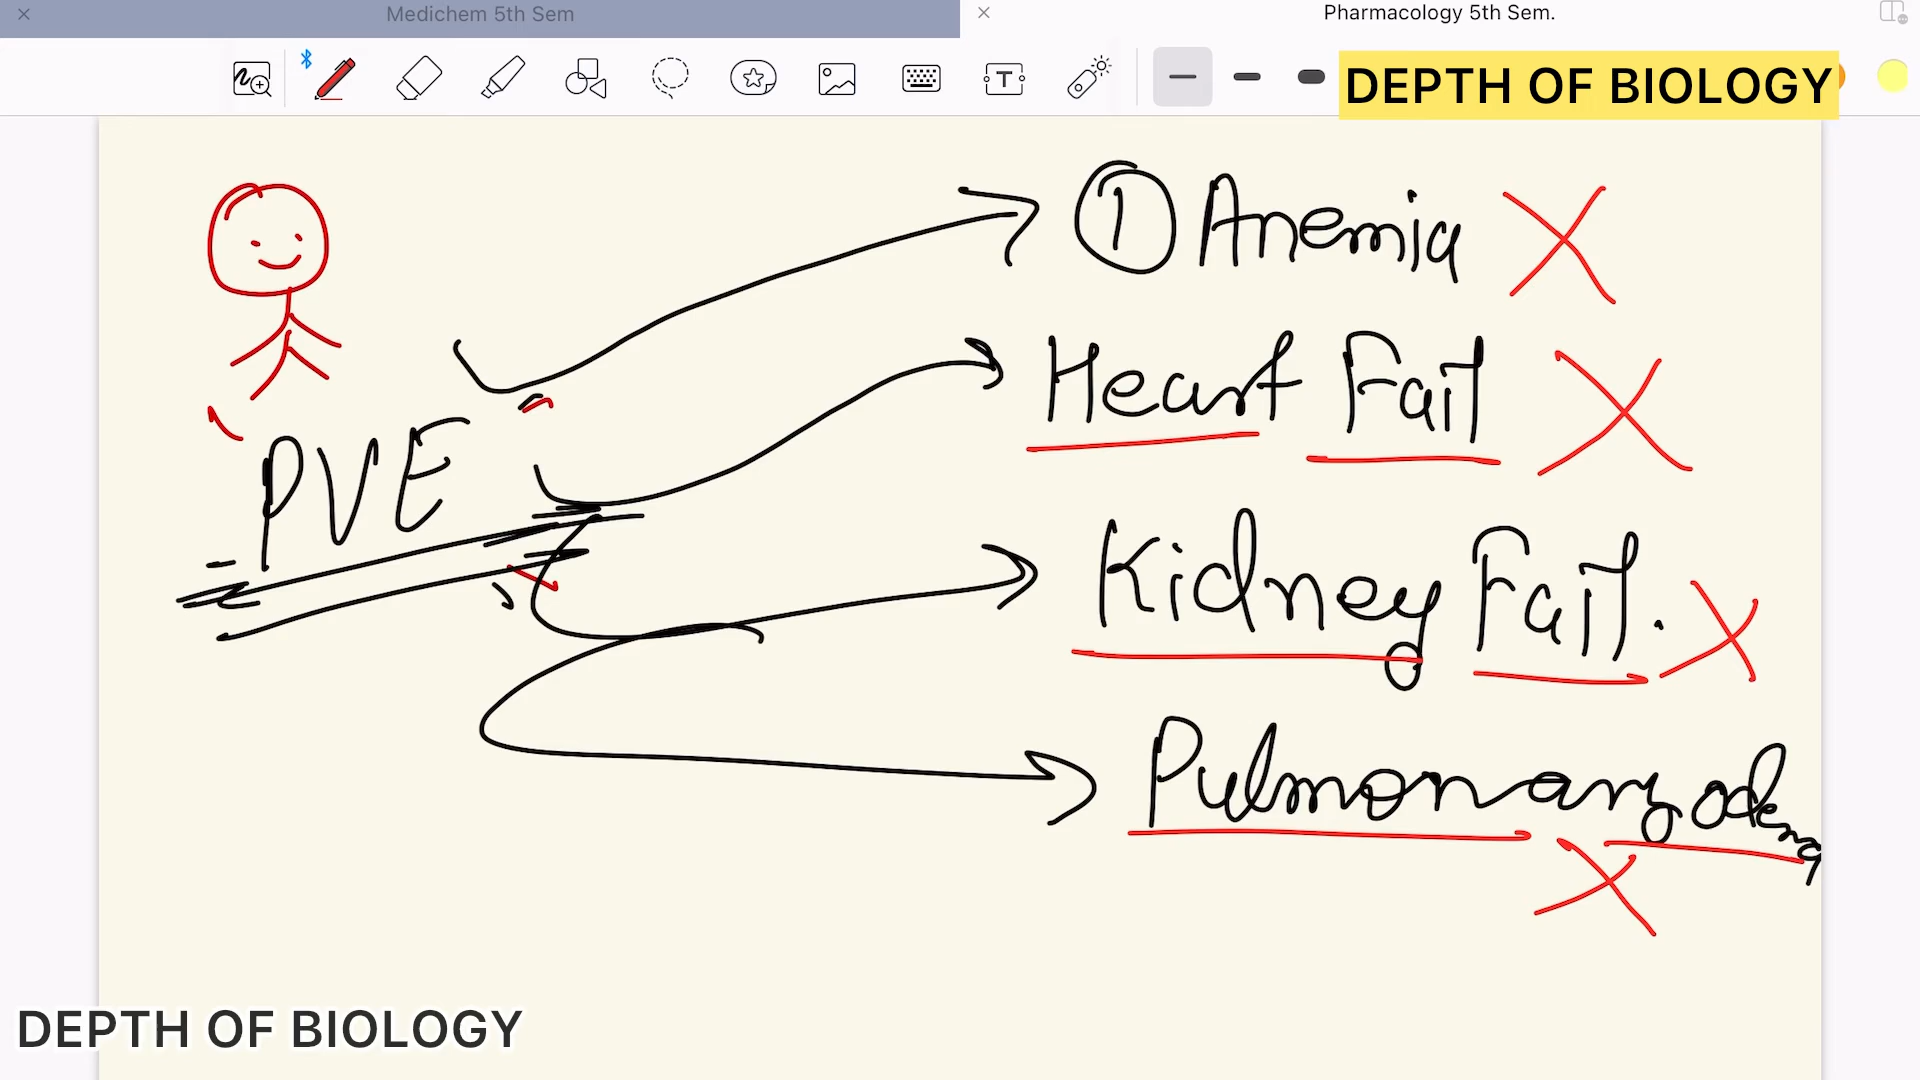 Medichem 5th Sem
Pharmacology 5th Sem.
DEPTH OF BIOLOGY
① Anemia
Heart Fail
PVE
Kidney Fail.
Pulmonary odema
DEPTH OF BIOLOGY